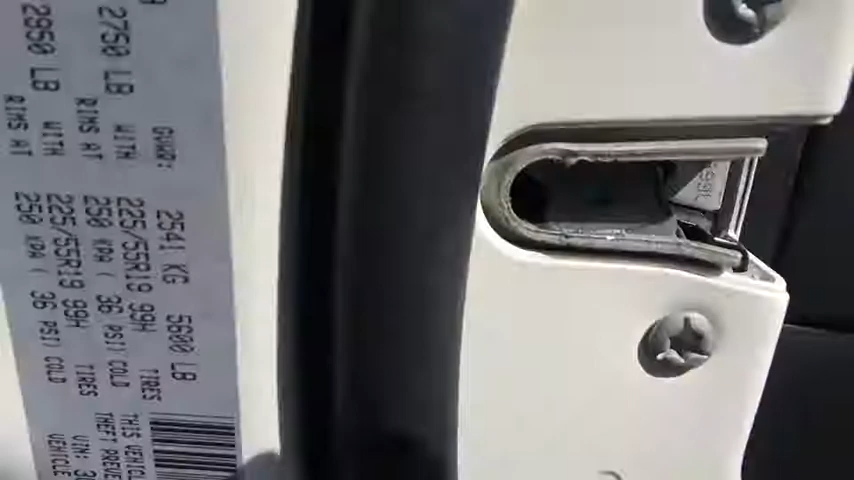 GVWR: 2541 KG 5600 LB
2750 LB WITH 225/55R19 99H TIRES
RIMS AT 250 KPA ( 36 PSI) COLD
2950 LB WITH 225/55R19 99H TIRES
RIMS AT 250 KPA ( 36 PSI) COLD
THIS VEHICL
THEFT PREVE
VIN: 3
VEHICLE